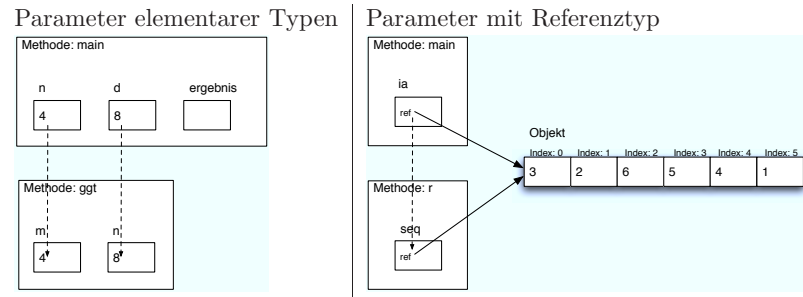 Parameter elementarer Typen
Methode: main
n d ergebnis
4 8
Methode: ggt
m n
4 8
Parameter mit Referenztyp
Methode: main
ia
ref
Objekt
Index: 0 Index: 1 Index: 2 Index: 3 Index: 4 Index: 5
3 2 6 5 4 1
Methode: r
seq
ref